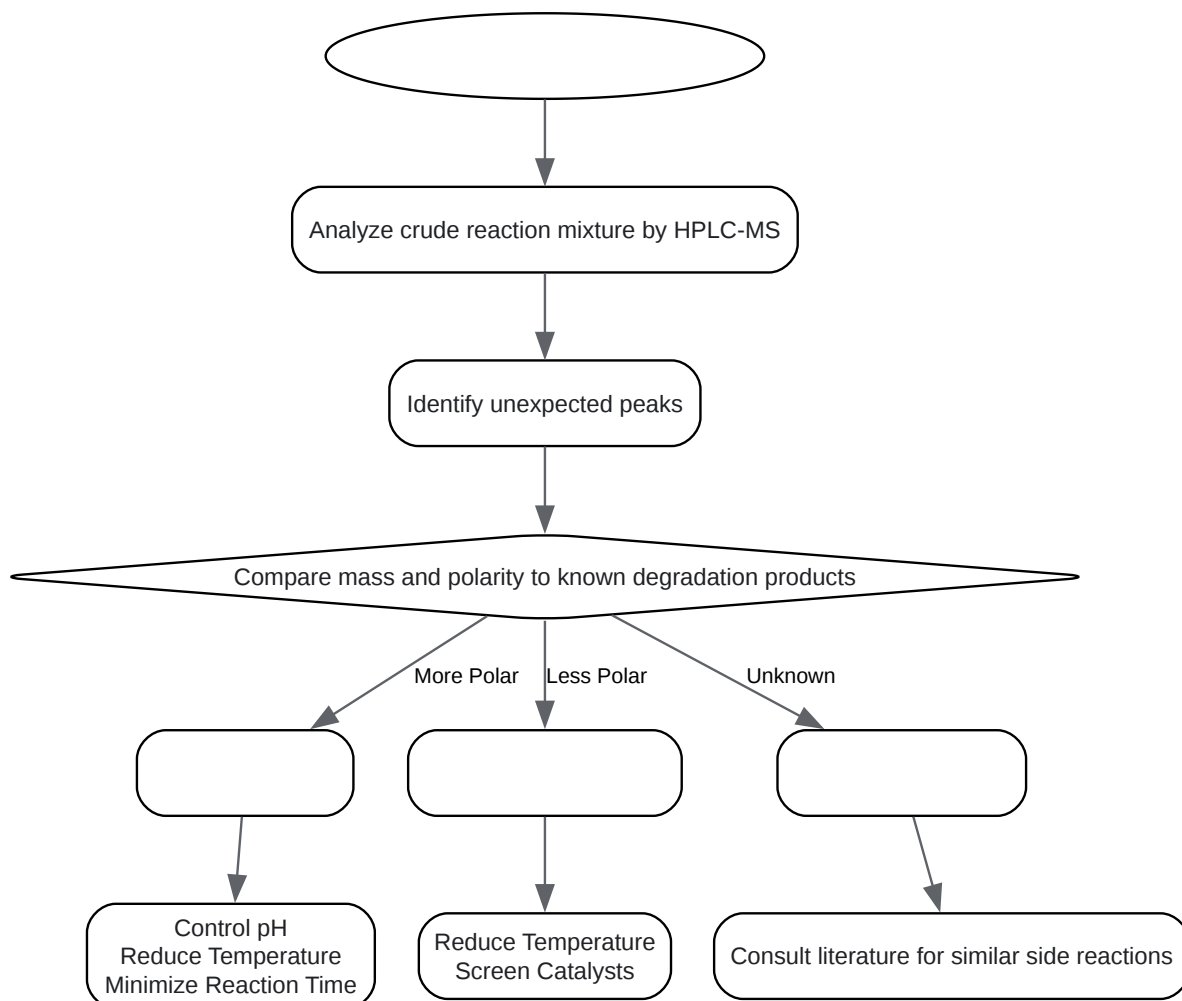 Analyze crude reaction mixture by HPLC-MS
Identify unexpected peaks
Compare mass and polarity to known degradation products
More Polar
Less Polar
Unknown
Control pH
Reduce Temperature
Minimize Reaction Time
Reduce Temperature
Screen Catalysts
Consult literature for similar side reactions